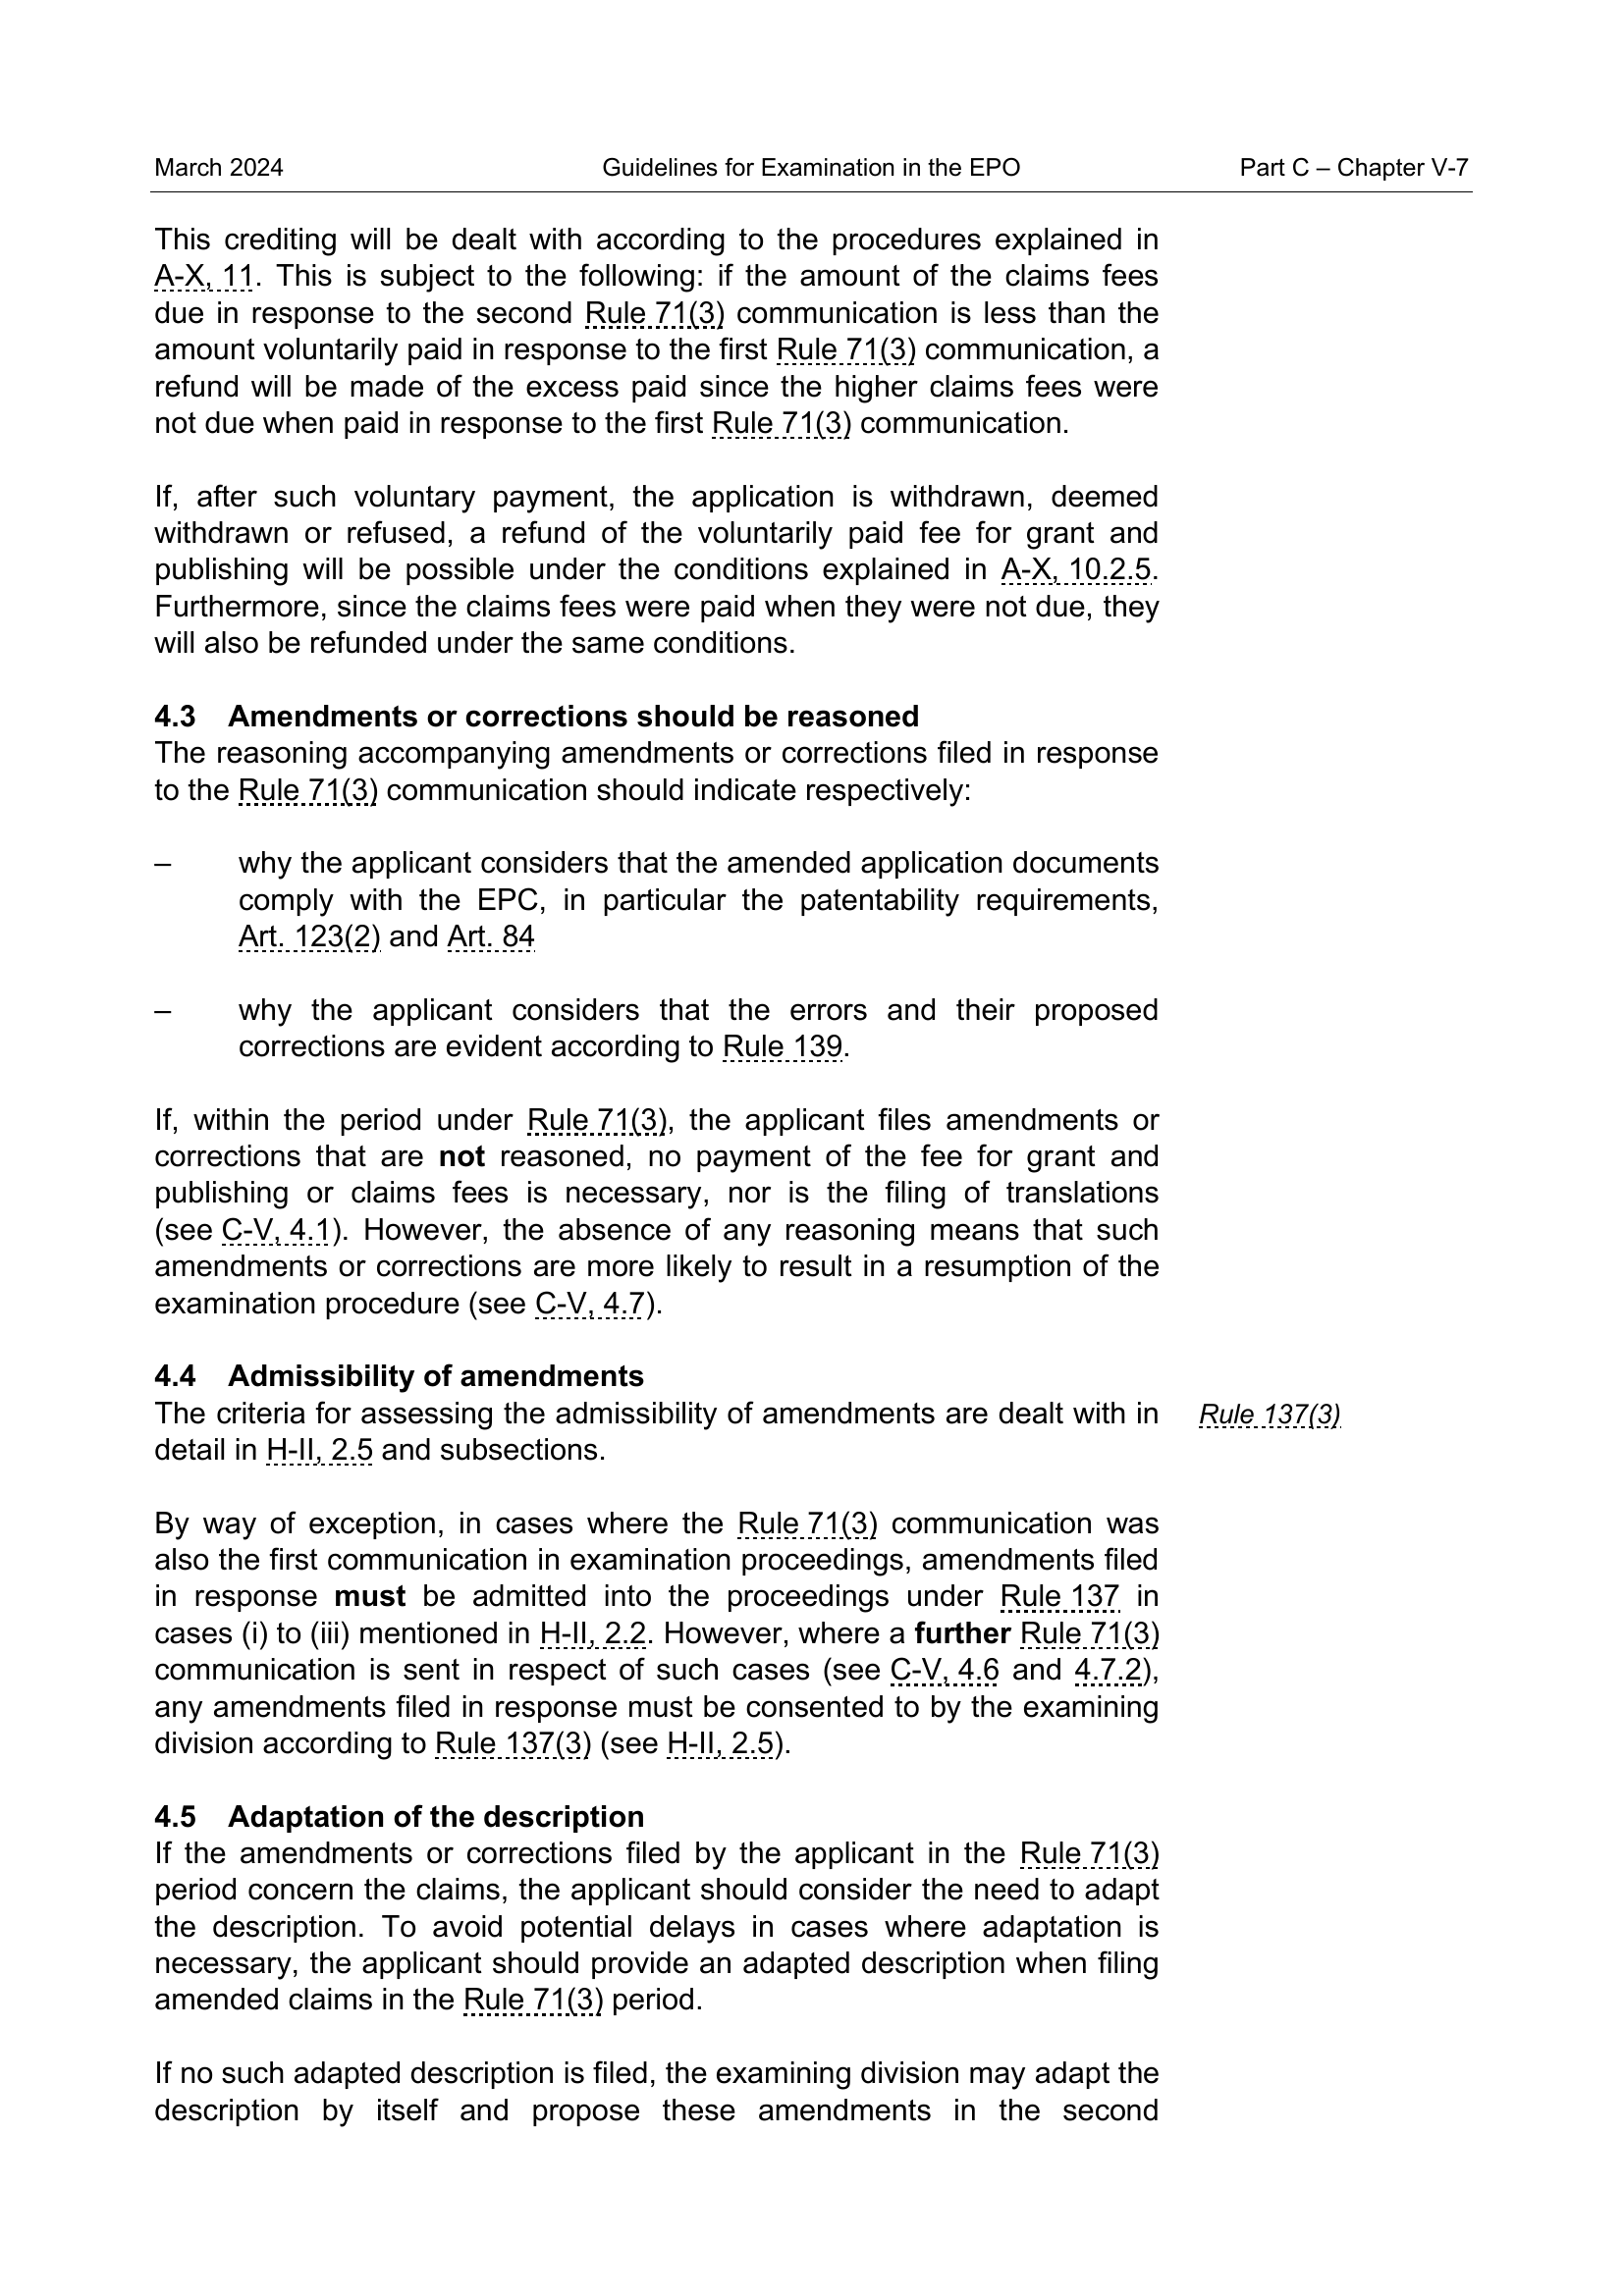 March 2024 Guidelines for Examination in the EPO Part C – Chapter V-7
This crediting will be dealt with according to the procedures explained in
A-X, 11. This is subject to the following: if the amount of the claims fees
due in response to the second Rule 71(3) communication is less than the
amount voluntarily paid in response to the first Rule 71(3) communication, a
refund will be made of the excess paid since the higher claims fees were
not due when paid in response to the first Rule 71(3) communication.
If, after such voluntary payment, the application is withdrawn, deemed
withdrawn or refused, a refund of the voluntarily paid fee for grant and
publishing will be possible under the conditions explained in A-X, 10.2.5.
Furthermore, since the claims fees were paid when they were not due, they
will also be refunded under the same conditions.
4.3 Amendments or corrections should be reasoned
The reasoning accompanying amendments or corrections filed in response
to the Rule 71(3) communication should indicate respectively:
– why the applicant considers that the amended application documents
comply with the EPC, in particular the patentability requirements,
Art. 123(2) and Art. 84
– why the applicant considers that the errors and their proposed
corrections are evident according to Rule 139.
If, within the period under Rule 71(3), the applicant files amendments or
corrections that are not reasoned, no payment of the fee for grant and
publishing or claims fees is necessary, nor is the filing of translations
(see C-V, 4.1). However, the absence of any reasoning means that such
amendments or corrections are more likely to result in a resumption of the
examination procedure (see C-V, 4.7).
4.4 Admissibility of amendments
The criteria for assessing the admissibility of amendments are dealt with in Rule 137(3)
detail in H-II, 2.5 and subsections.
By way of exception, in cases where the Rule 71(3) communication was
also the first communication in examination proceedings, amendments filed
in response must be admitted into the proceedings under Rule 137 in
cases (i) to (iii) mentioned in H-II, 2.2. However, where a further Rule 71(3)
communication is sent in respect of such cases (see C-V, 4.6 and 4.7.2),
any amendments filed in response must be consented to by the examining
division according to Rule 137(3) (see H-II, 2.5).
4.5 Adaptation of the description
If the amendments or corrections filed by the applicant in the Rule 71(3)
period concern the claims, the applicant should consider the need to adapt
the description. To avoid potential delays in cases where adaptation is
necessary, the applicant should provide an adapted description when filing
amended claims in the Rule 71(3) period.
If no such adapted description is filed, the examining division may adapt the
description by itself and propose these amendments in the second